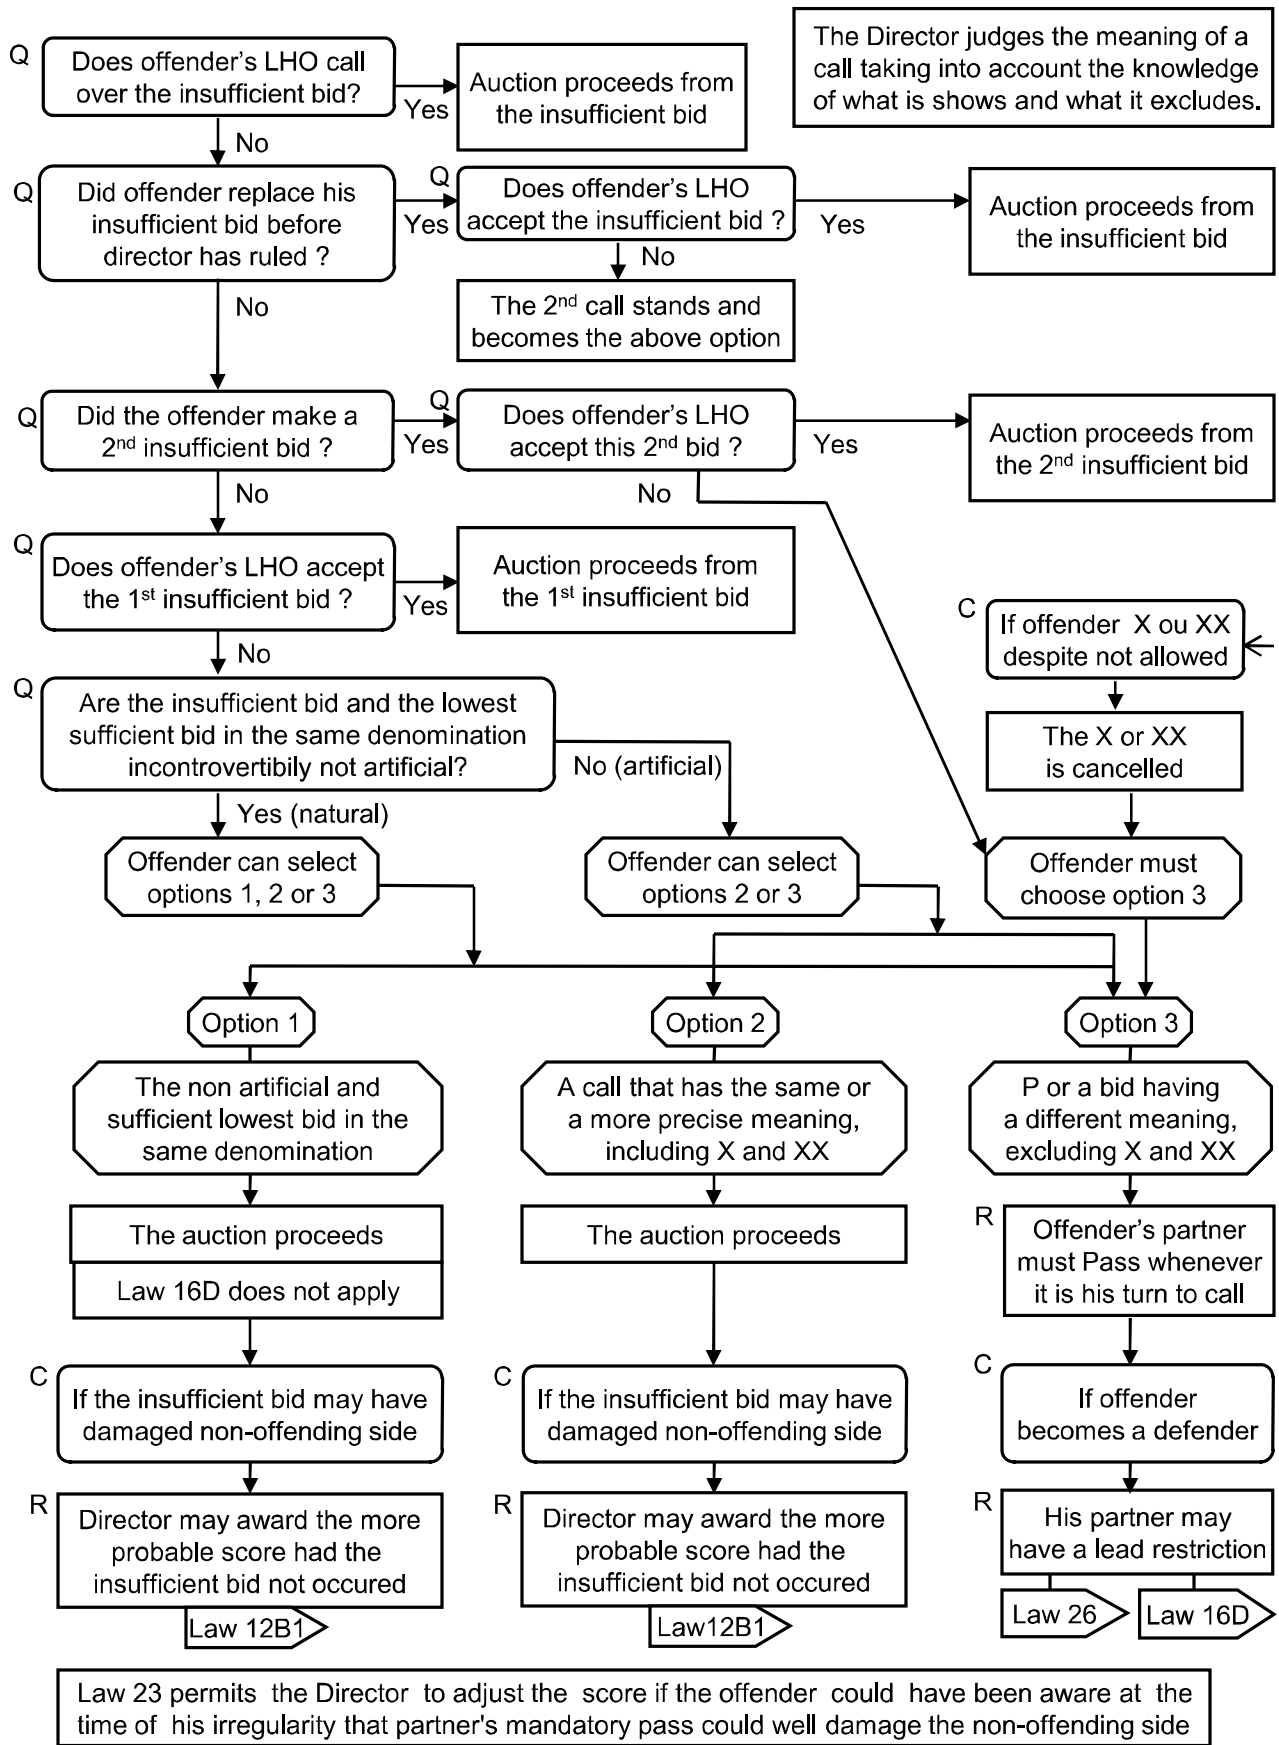 Q
Does offender's LHO call
over the insufficient bid?
Yes
Auction proceeds from
the insufficient bid
The Director judges the meaning of a
call taking into account the knowledge
of what is shows and what it excludes.
No
Q
Did offender replace his
insufficient bid before
director has ruled ?
Yes
Q
Does offender's LHO
accept the insufficient bid ?
Yes
Auction proceeds from
the insufficient bid
No
The 2nd call stands and
becomes the above option
No
Q
Did the offender make a
2nd insufficient bid ?
Yes
Q
Does offender's LHO
accept this 2nd bid ?
Yes
Auction proceeds from
the 2nd insufficient bid
No
No
Q
Does offender's LHO accept
the 1st insufficient bid ?
Yes
Auction proceeds from
the 1st insufficient bid
No
C
If offender X ou XX
despite not allowed
Q
Are the insufficient bid and the lowest
sufficient bid in the same denomination
incontrovertibily not artificial?
No (artificial)
The X or XX
is cancelled
Yes (natural)
Offender can select
options 1, 2 or 3
Offender can select
options 2 or 3
Offender must
choose option 3
Option 1
Option 2
Option 3
The non artificial and
sufficient lowest bid in the
same denomination
A call that has the same or
a more precise meaning,
including X and XX
P or a bid having
a different meaning,
excluding X and XX
The auction proceeds
Law 16D does not apply
The auction proceeds
R
Offender's partner
must Pass whenever
it is his turn to call
C
If the insufficient bid may have
damaged non-offending side
C
If the insufficient bid may have
damaged non-offending side
C
If offender
becomes a defender
R
Director may award the more
probable score had the
insufficient bid not occured
Law 12B1
R
Director may award the more
probable score had the
insufficient bid not occured
Law12B1
R
His partner may
have a lead restriction
Law 26
Law 16D
Law 23 permits the Director to adjust the score if the offender could have been aware at the
time of his irregularity that partner's mandatory pass could well damage the non-offending side